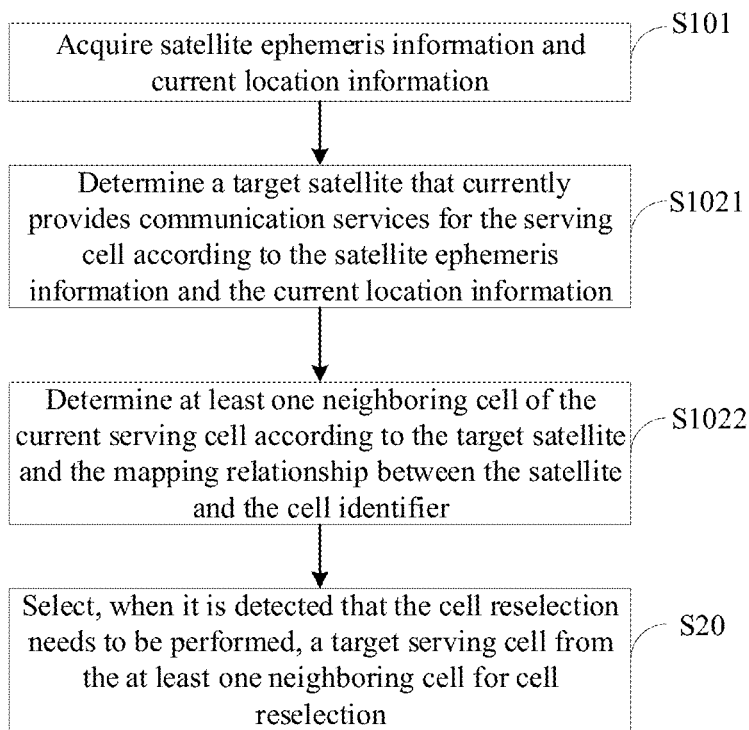 Acquire satellite ephemeris information and
current location information
S101
Determine a target satellite that currently
provides communication services for the serving
cell according to the satellite ephemeris
information and the current location information
S1021
Determine at least one neighboring cell of the
current serving cell according to the target satellite
and the mapping relationship between the satellite
and the cell identifier
S1022
Select, when it is detected that the cell reselection
needs to be performed, a target serving cell from
the at least one neighboring cell for cell
reselection
S20